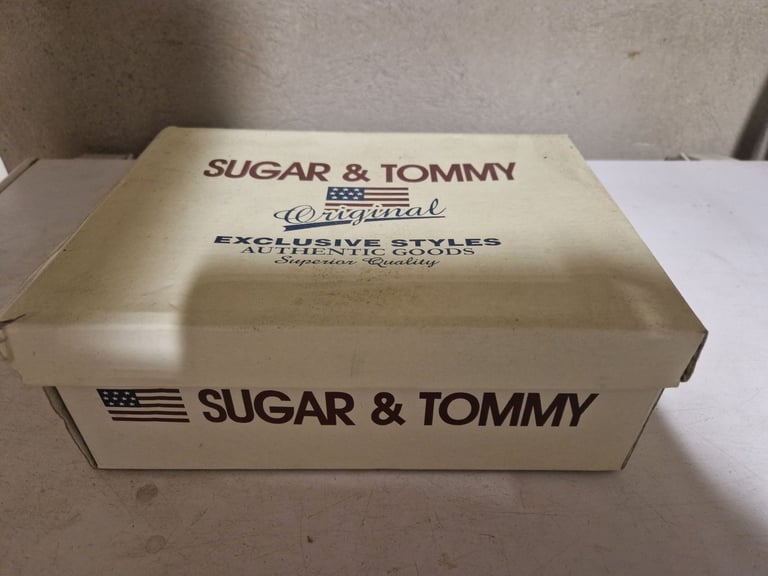 SUGAR & TOMMY
Original
EXCLUSIVE STYLES
AUTHENTIC GOODS
Superior Quality
SUGAR & TOMMY